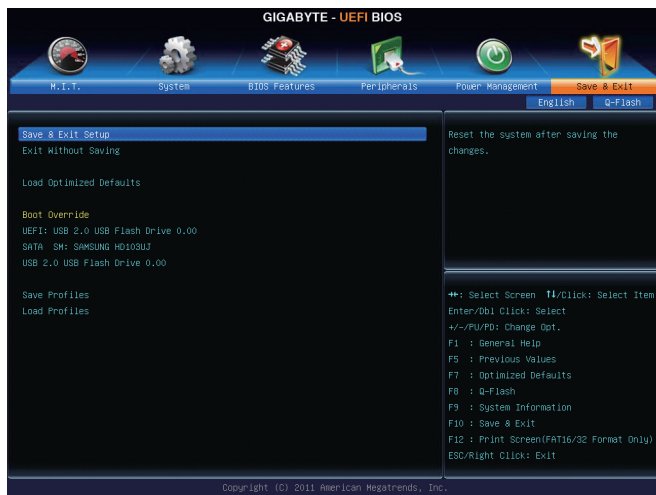 GIGABYTE - UEFI BIOS
M.I.T. System BIOS Features Peripherals Power Management Save & Exit
English Q-Flash
Save & Exit Setup
Exit Without Saving
Load Optimized Defaults
Boot Override
UEFI: USB 2.0 USB Flash Drive 0.00
SATA SM: SAMSUNG HD103UJ
USB 2.0 USB Flash Drive 0.00
Save Profiles
Load Profiles
Reset the system after saving the
changes.
→←: Select Screen ↑↓/Click: Select Item
Enter/Dbl Click: Select
+/-/PU/PD: Change Opt.
F1 : General Help
F5 : Previous Values
F7 : Optimized Defaults
F8 : Q-Flash
F9 : System Information
F10 : Save & Exit
F12 : Print Screen(FAT16/32 Format Only)
ESC/Right Click: Exit
Copyright (C) 2011 American Megatrends, Inc.